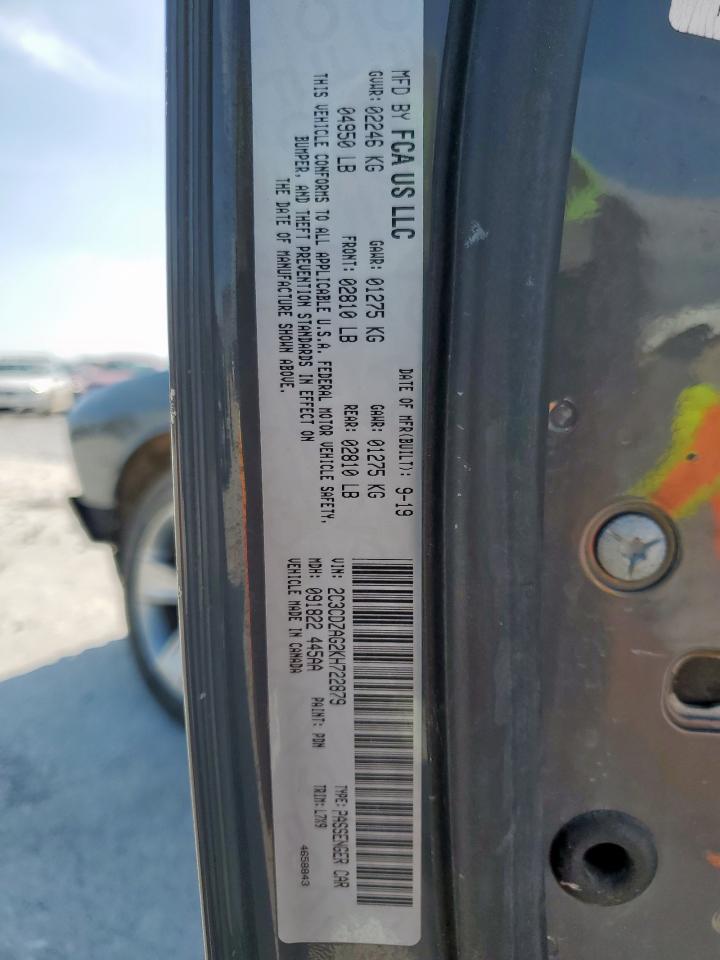 MFD BY FCA US LLC
DATE OF MFR(BUILT): 9-19
GVWR: 02246 KG GAWR: 01275 KG GAWR: 01275 KG
04950 LB FRONT: 02810 LB REAR: 02810 LB
THIS VEHICLE CONFORMS TO ALL APPLICABLE U.S.A. FEDERAL MOTOR VEHICLE SAFETY,
BUMPER, AND THEFT PREVENTION STANDARDS IN EFFECT ON
THE DATE OF MANUFACTURE SHOWN ABOVE.
VIN: 2C3CDZAG2KH722879
TYPE: PASSENGER CAR
MDH: 091822 445AA
PAINT: PDN
TRIM: L7X9
VEHICLE MADE IN CANADA
4658843